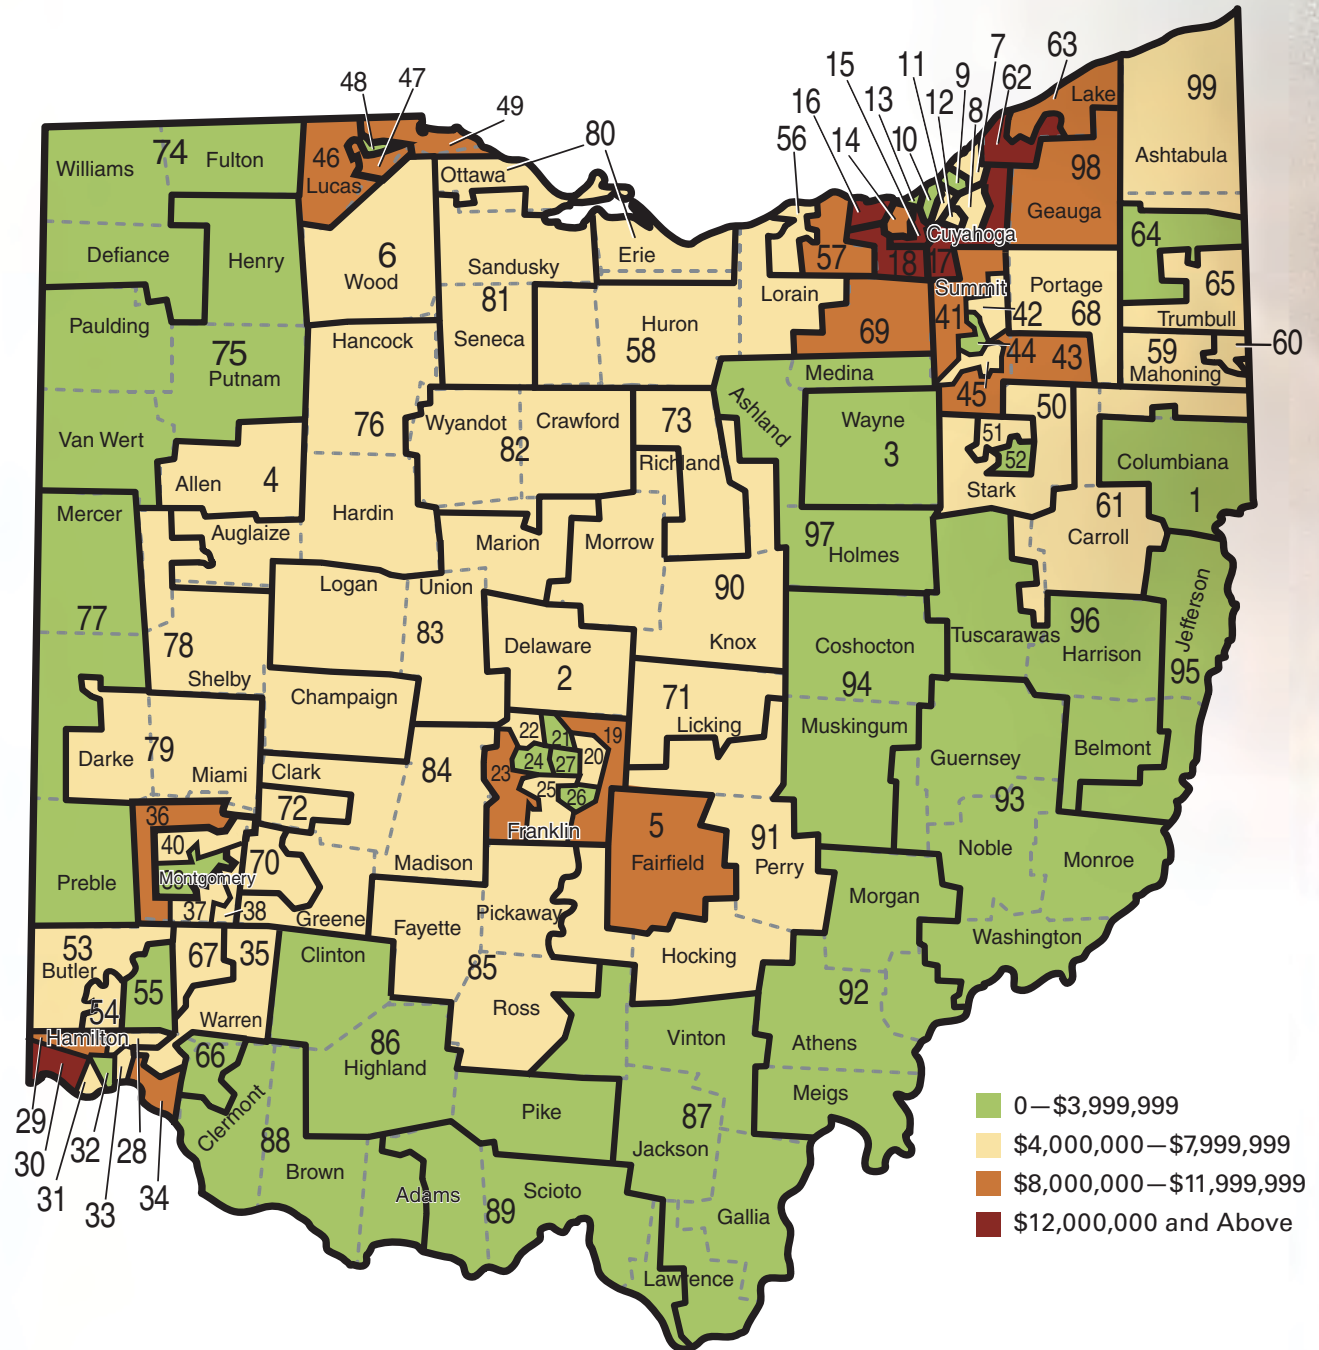 7
63
15
11
9
62
48
47
16
13
12
8
Lake
99
49
56
14
10
80
74
Williams
Fulton
46
Lucas
Ottawa
Ashtabula
98
Geauga
Defiance
Henry
6
Wood
Erie
Cuyahoga
64
57
18
17
Sandusky
81
Lorain
Summit
Portage
65
Paulding
Huron
41
42
68
Trumbull
Hancock
Seneca
58
69
60
75
Putnam
44
43
59
Mahoning
Medina
45
50
Ashland
Wayne
76
Wyandot
Crawford
73
51
Van Wert
82
3
52
Columbiana
Richland
Allen
4
Stark
1
Mercer
Hardin
61
Auglaize
Marion
Morrow
97
Holmes
Carroll
Logan
Union
90
Jefferson
77
78
83
Delaware
Knox
Coshocton
Tuscarawas
96
Harrison
Shelby
2
94
95
Champaign
71
Licking
Muskingum
22
21
19
Darke
79
Miami
Clark
84
24
27
20
Guernsey
Belmont
23
25
26
93
72
36
Franklin
5
91
40
70
Madison
Fairfield
Perry
Noble
Monroe
Preble
Montgomery
37
38
Greene
Fayette
Pickaway
Morgan
53
Butler
67
35
Clinton
Hocking
Washington
55
85
92
54
Warren
Ross
Hamilton
66
86
Highland
Vinton
Athens
Meigs
29
Clermont
Pike
87
0—$3,999,999
30
32
28
88
Jackson
$4,000,000—$7,999,999
31
33
34
Brown
Adams
Scioto
89
$8,000,000—$11,999,999
Gallia
$12,000,000 and Above
Lawrence